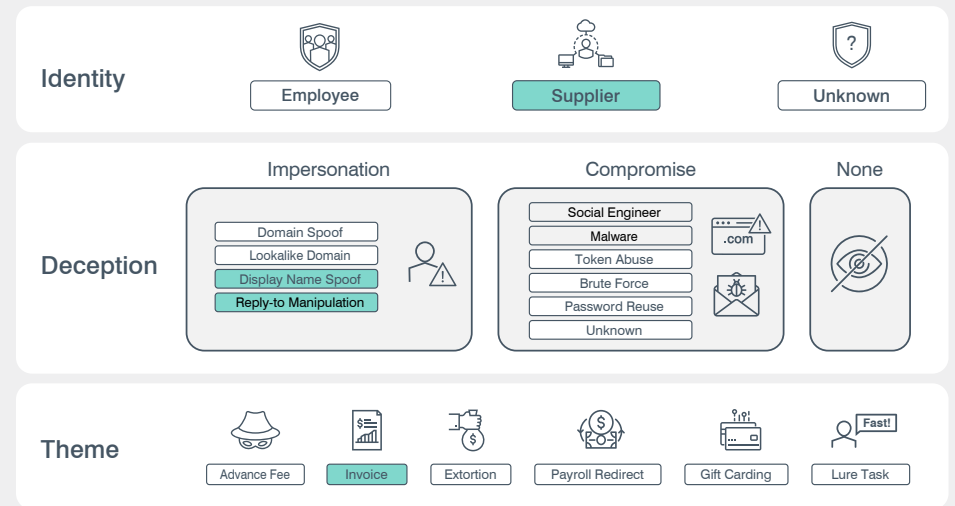 Identity
?
Employee
Supplier
Unknown
Impersonation
Compromise
None
Deception
Domain Spoof
Lookalike Domain
Display Name Spoof
Reply-to Manipulation
!
Social Engineer
Malware
Token Abuse
Brute Force
Password Reuse
Unknown
!
.com
Theme
$
$
$
Fast!
Advance Fee
Invoice
Extortion
Payroll Redirect
Gift Carding
Lure Task